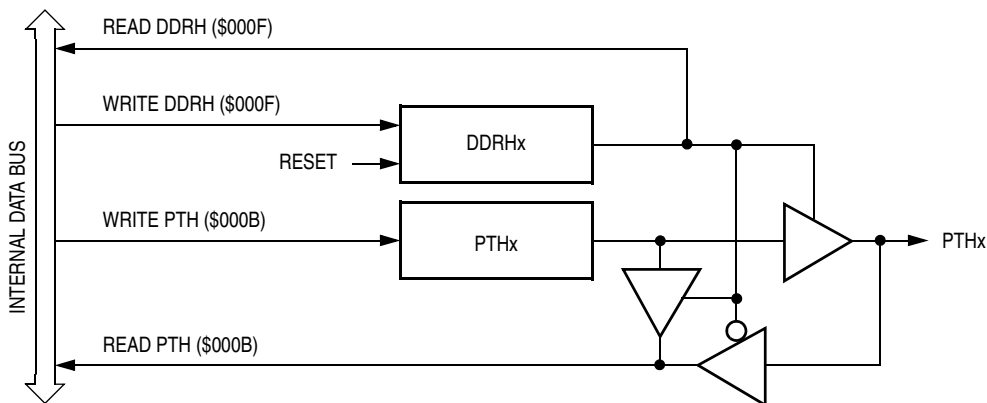 READ DDRH ($000F)
WRITE DDRH ($000F)
DDRHx
RESET
INTERNAL DATA BUS
WRITE PTH ($000B)
PTHx
PTHx
READ PTH ($000B)